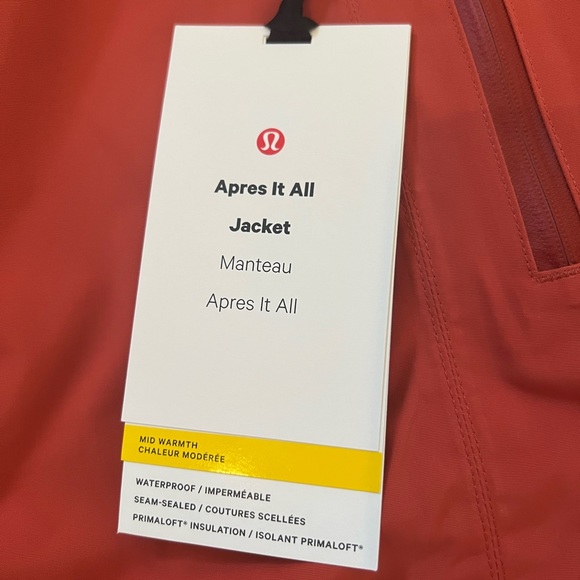 Apres It All
Jacket
Manteau
Apres It All
MID WARMTH
CHALEUR MODÉRÉE
WATERPROOF / IMPERMÉABLE
SEAM-SEALED / COUTURES SCELLÉES
PRIMALOFT® INSULATION / ISOLANT PRIMALOFT®